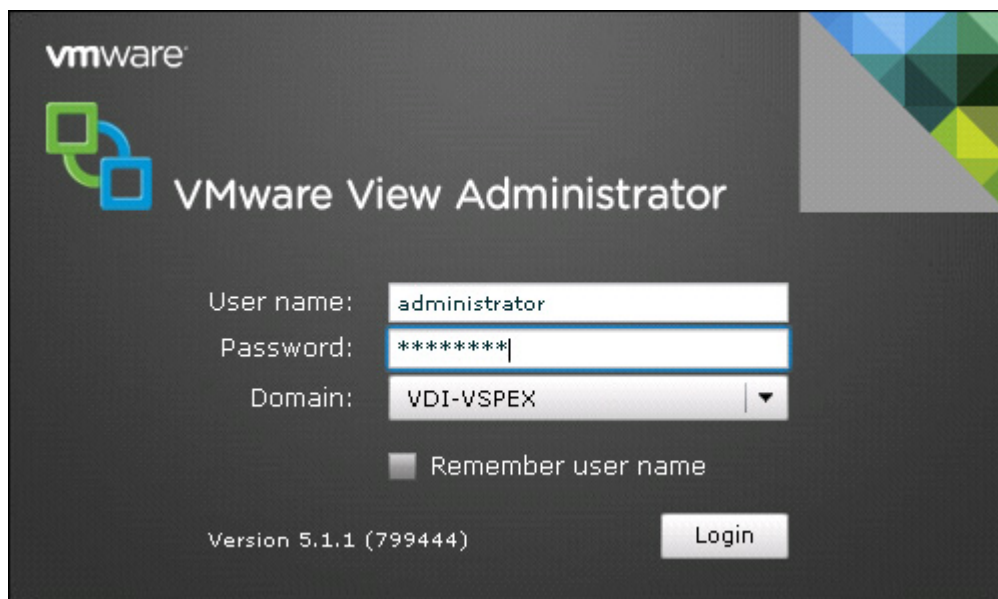 vmware
VMware View Administrator
User name: administrator
Password: ********
Domain: VDI-VSPEX
Remember user name
Version 5.1.1 (799444) Login